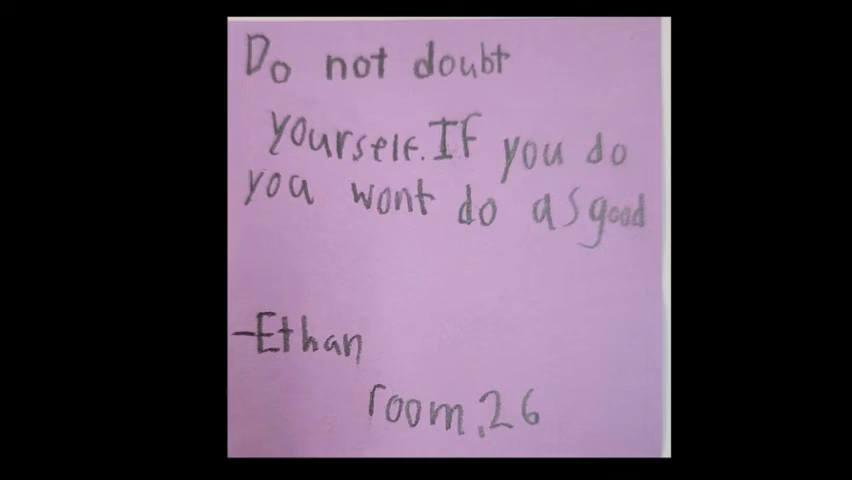 Do not doubt
yourself. If you do
you wont do as good
-Ethan
room.26